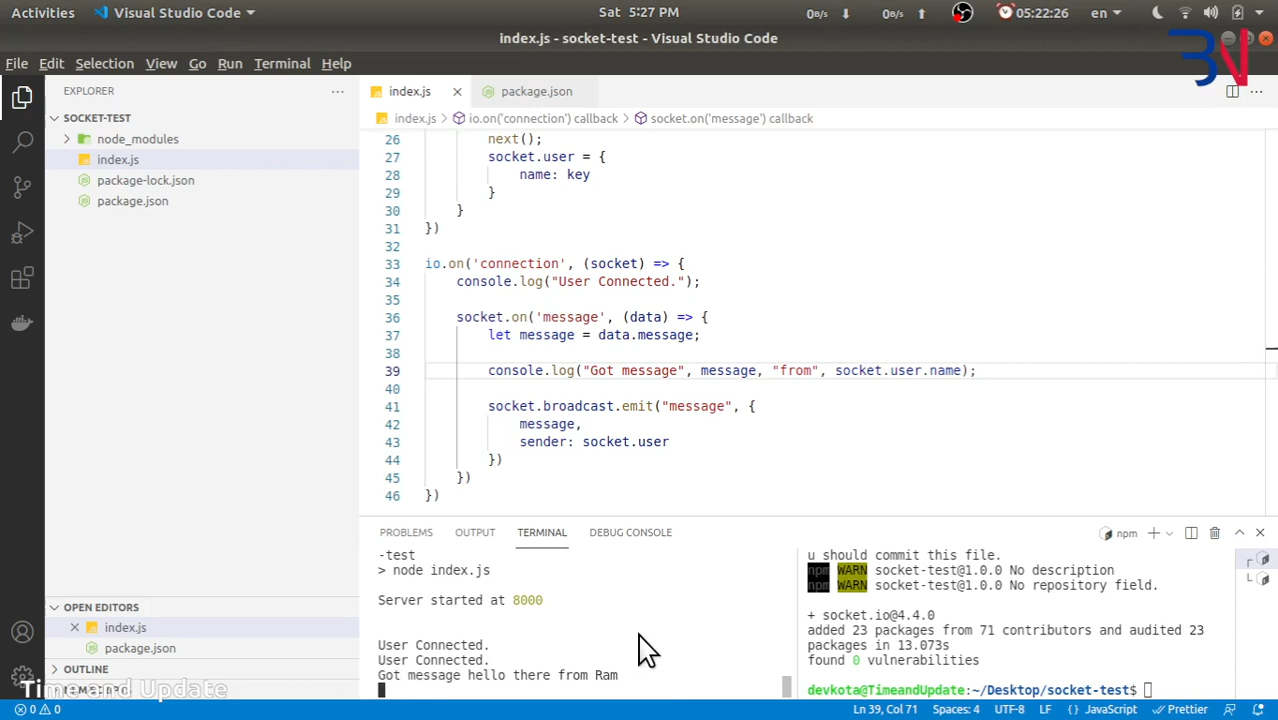 Activities
Visual Studio Code
Sat 5:27 PM
0B/s
0B/s
05:22:26
en
index.js - socket-test - Visual Studio Code
BN
File Edit Selection View Go Run Terminal Help
EXPLORER
SOCKET-TEST
node_modules
index.js
package-lock.json
package.json
OPEN EDITORS
index.js
package.json
OUTLINE
Time and Update
index.js
package.json
index.js > io.on('connection') callback > socket.on('message') callback
26 next();
27 socket.user = {
28 name: key
29 }
30 }
31 })
32
33 io.on('connection', (socket) => {
34 console.log("User Connected.");
35
36 socket.on('message', (data) => {
37 let message = data.message;
38
39 console.log("Got message", message, "from", socket.user.name);
40
41 socket.broadcast.emit("message", {
42 message,
43 sender: socket.user
44 })
45 })
46 })
PROBLEMS OUTPUT TERMINAL DEBUG CONSOLE
npm
-test
> node index.js
Server started at 8000
User Connected.
User Connected.
Got message hello there from Ram
u should commit this file.
npm WARN socket-test@1.0.0 No description
npm WARN socket-test@1.0.0 No repository field.
+ socket.io@4.4.0
added 23 packages from 71 contributors and audited 23
packages in 13.073s
found 0 vulnerabilities
devkota@TimeandUpdate:~/Desktop/socket-test$
0 0
Ln 39, Col 71
Spaces: 4
UTF-8
LF
{} JavaScript
Prettier